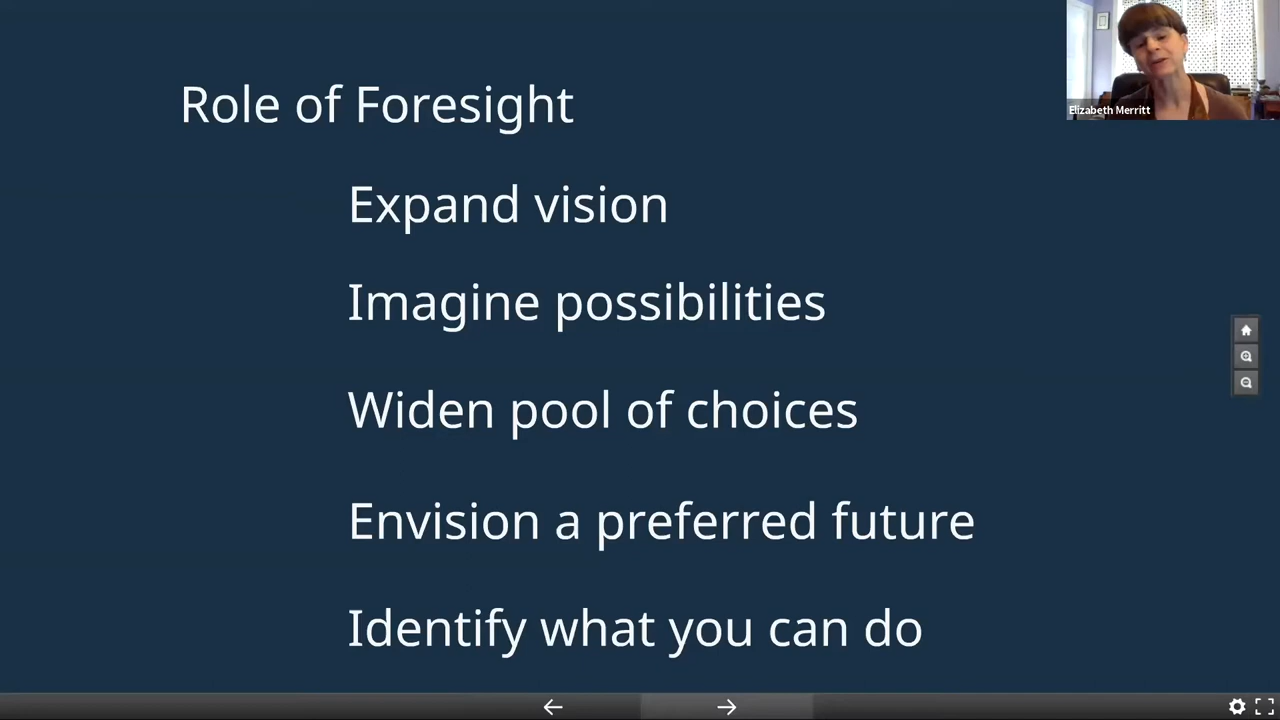 Role of Foresight
Elizabeth Merritt
Expand vision
Imagine possibilities
Widen pool of choices
Envision a preferred future
Identify what you can do